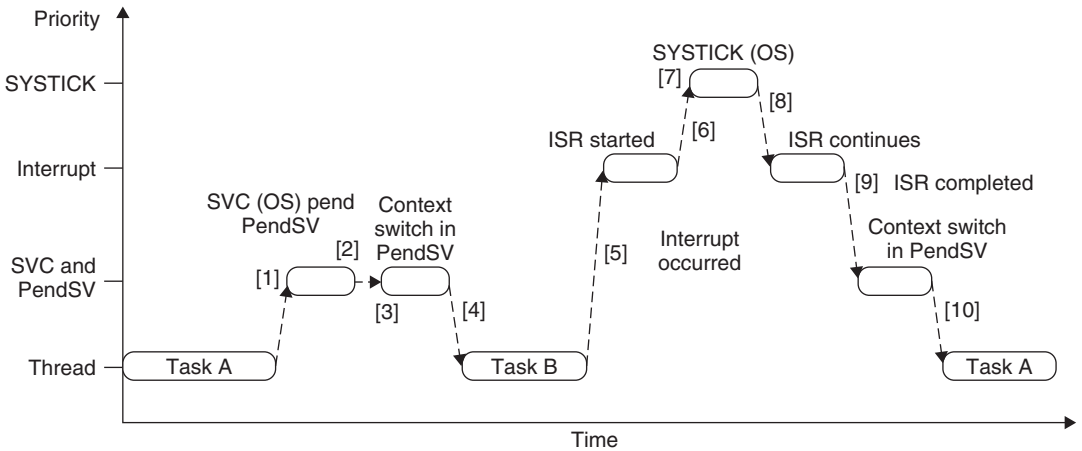 Priority
SYSTICK (OS)
SYSTICK
[7]
[8]
ISR started
[6]
ISR continues
Interrupt
[9] ISR completed
SVC (OS) pend
PendSV
Context
switch in
PendSV
Context switch
in PendSV
[2]
[5]
Interrupt
occurred
SVC and
PendSV
[1]
[3]
[4]
[10]
Thread
Task A
Task B
Task A
Time